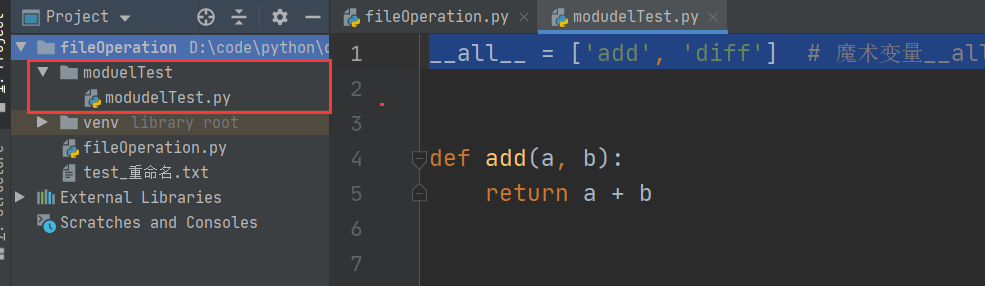 Project
fileOperation.py
modudelTest.py
fileOperation D:\code\python\
moduelTest
modudelTest.py
venv library root
fileOperation.py
test_重命名.txt
External Libraries
Scratches and Consoles
1 __all__ = ['add', 'diff']  # 魔术变量__all
2
3
4 def add(a, b):
5     return a + b
6
7
Project
Structure